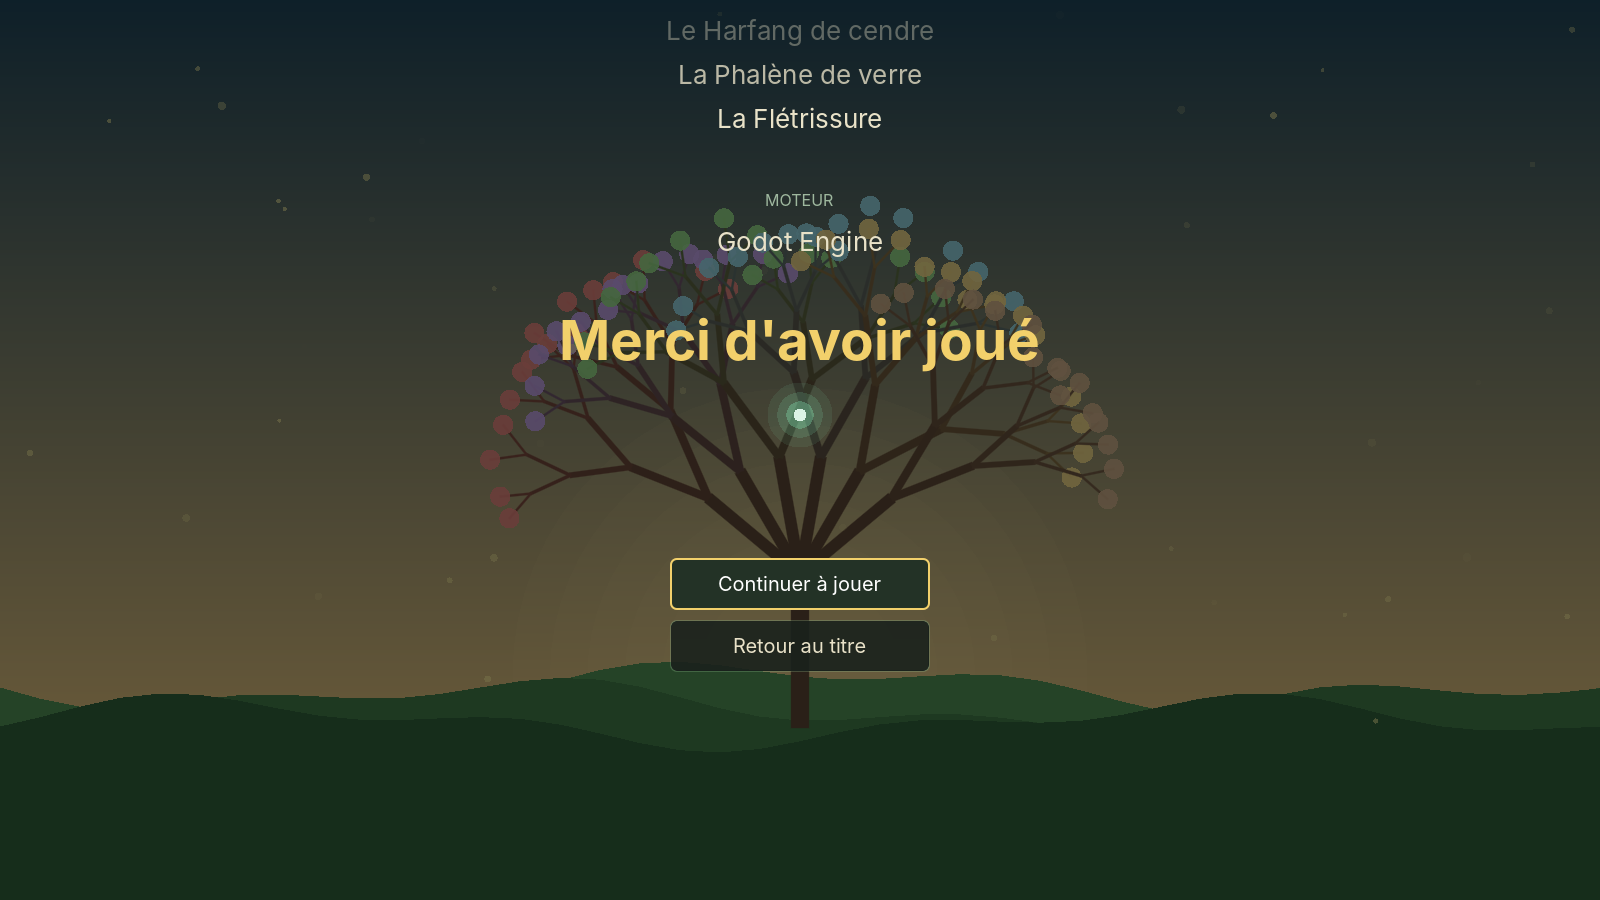 Le Harfang de cendre
La Phalène de verre
La Flétrissure
MOTEUR
Godot Engine
Merci d'avoir joué
Continuer à jouer
Retour au titre